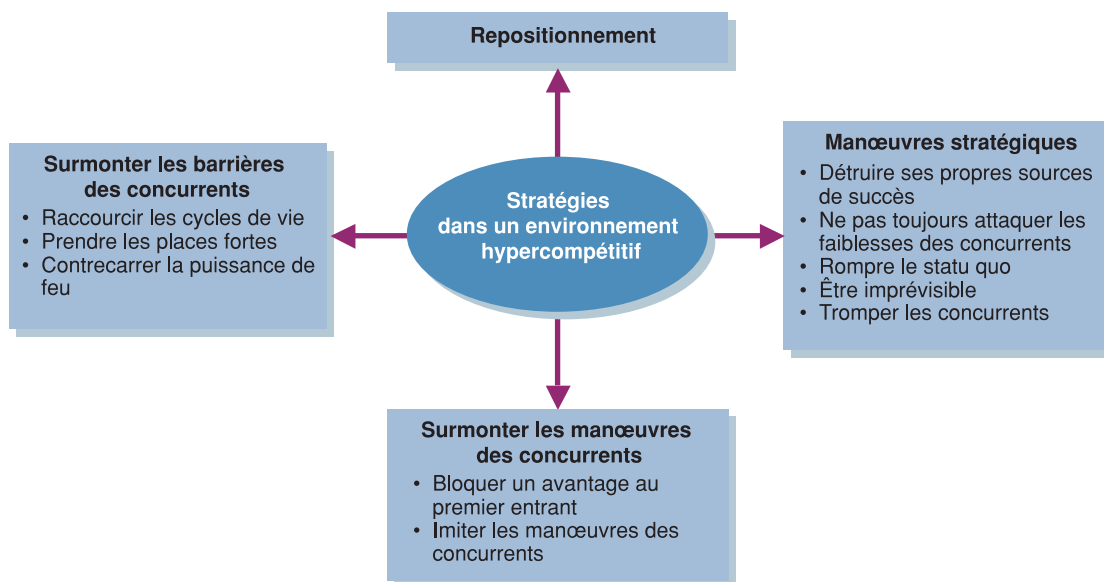 Repositionnement
Surmonter les barrières
des concurrents
• Raccourcir les cycles de vie
• Prendre les places fortes
• Contrecarrer la puissance de
feu
Stratégies
dans un environnement
hypercompétitif
Manœuvres stratégiques
• Détruire ses propres sources
de succès
• Ne pas toujours attaquer les
faiblesses des concurrents
• Rompre le statu quo
• Être imprévisible
• Tromper les concurrents
Surmonter les manœuvres
des concurrents
• Bloquer un avantage au
premier entrant
• Imiter les manœuvres des
concurrents